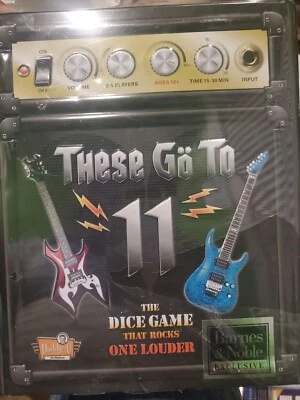 ON
OFF
VOLUME
2-5 PLAYERS
AGES 10+
TIME 15-30 MIN
INPUT
These Gö To
11
THE
DICE GAME
THAT ROCKS
ONE LOUDER
Barnes
& Noble
EXCLUSIVE